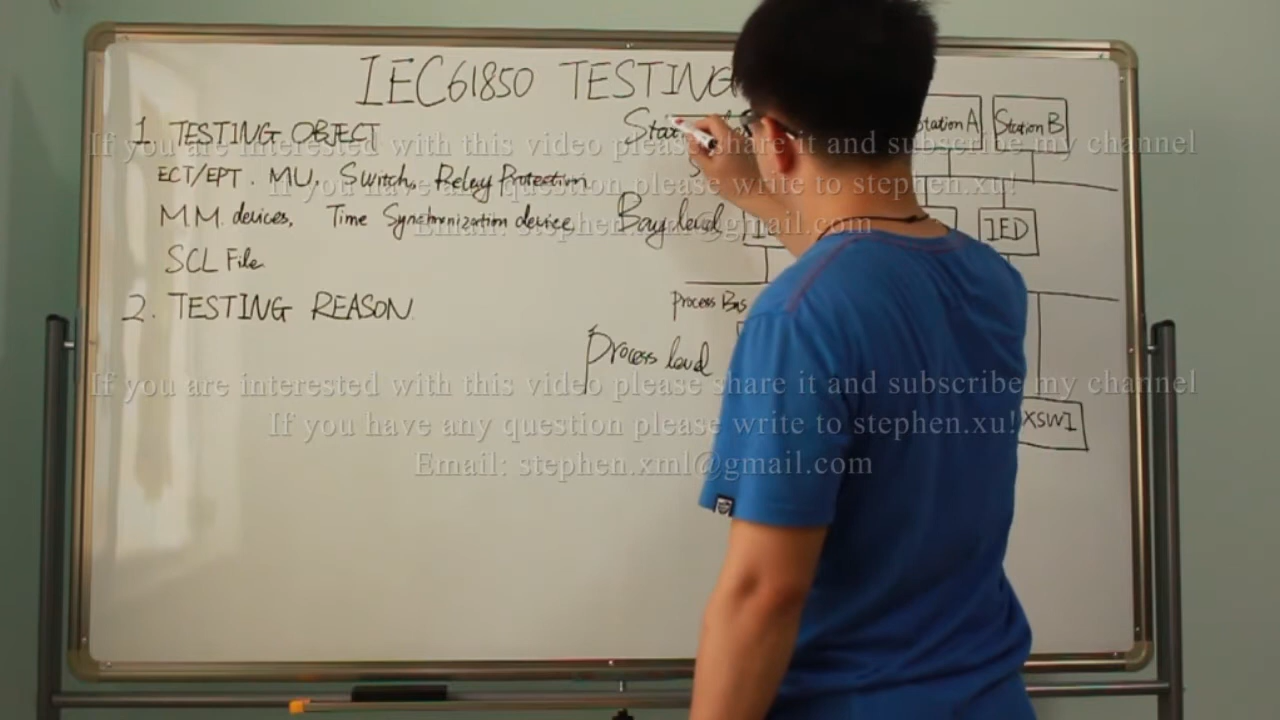 IEC61850 TESTING
1. TESTING OBJECT
ECT/EPT. MU. Switch. Relay Protection
M.M. devices, Time Synchronization device,
SCL File
2. TESTING REASON
Station A
Station B
Bay level
IED
Process Bus
Process level
XSWI
If you are interested with this video please share it and subscribe my channel
If you have any question please write to stephen.xu!
Email: stephen.xml@gmail.com
If you are interested with this video please share it and subscribe my channel
If you have any question please write to stephen.xu!
Email: stephen.xml@gmail.com